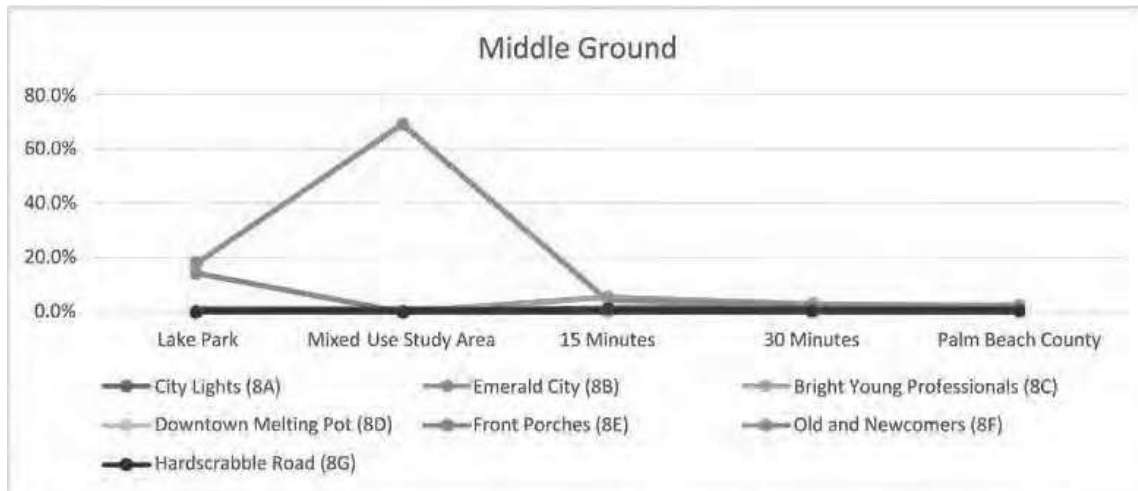 Middle Ground
80.0%
60.0%
40.0%
20.0%
0.0%
Lake Park Mixed Use Study Area 15 Minutes 30 Minutes Palm Beach County
City Lights (8A) Emerald City (8B) Bright Young Professionals (8C)
Downtown Melting Pot (8D) Front Porches (8E) Old and Newcomers (8F)
Hardscrabble Road (8G)